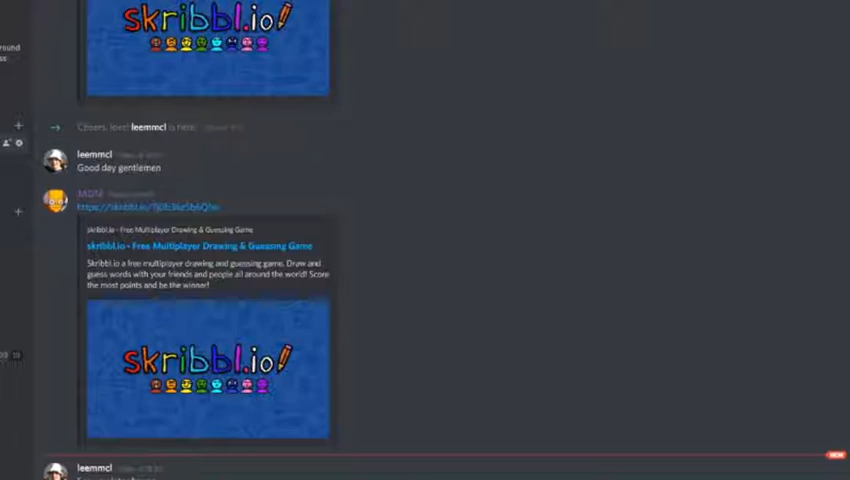 skribbl.io
Cheers, love! leemmcl is here.
leemmcl
Good day gentlemen
skribbl.io - Free Multiplayer Drawing & Guessing Game
skribbl.io - Free Multiplayer Drawing & Guessing Game
Skribbl.io a free multiplayer drawing and guessing game. Draw and
guess words with your friends and people all around the world! Score
the most points and be the winner!
skribbl.io
NEW
leemmcl